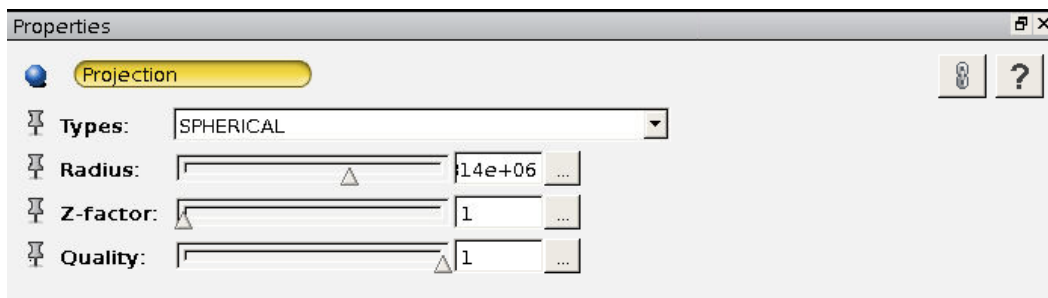 Properties
Projection
?
Types: SPHERICAL
Radius: 14e+06 ...
Z-factor: 1 ...
Quality: 1 ...